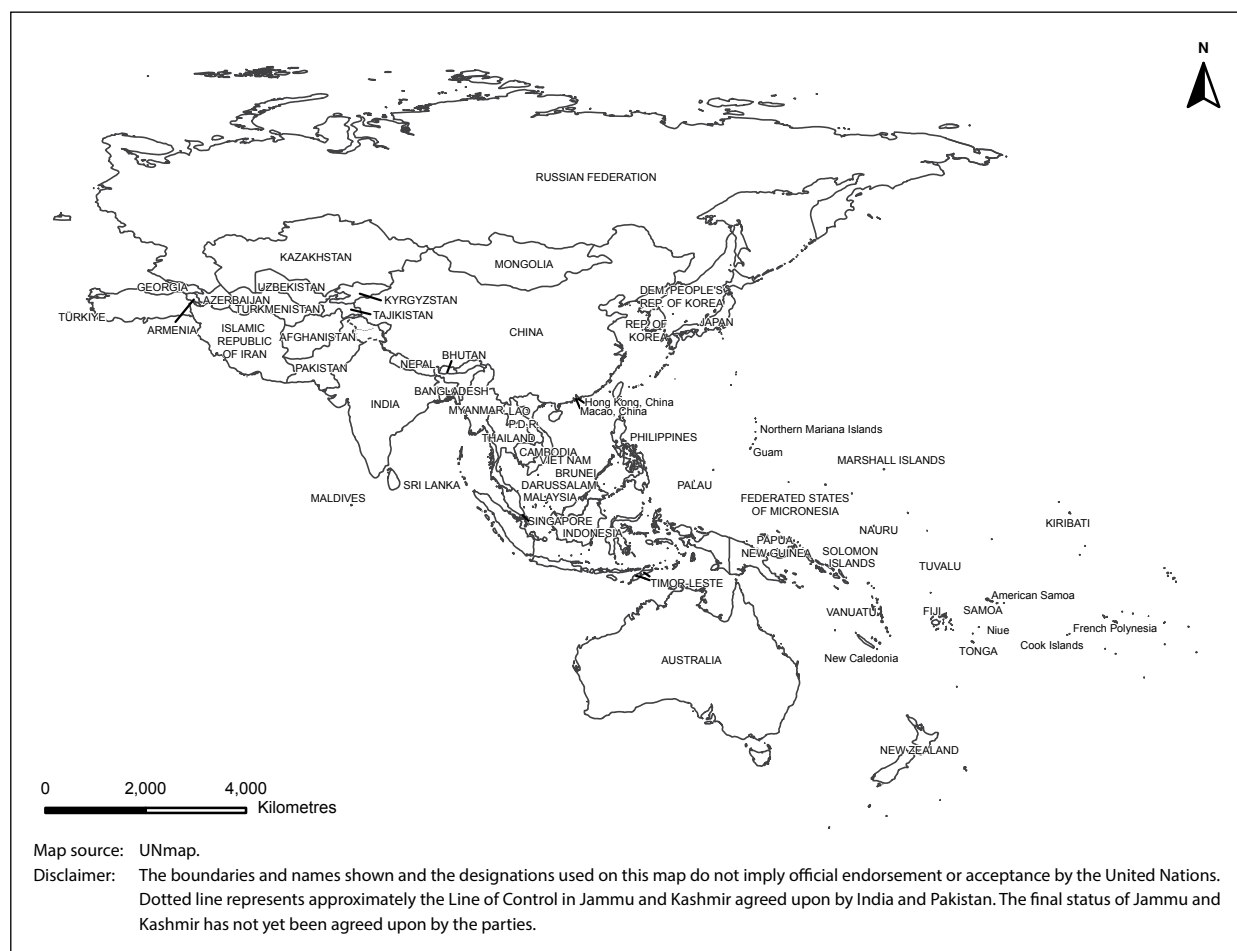 N
RUSSIAN FEDERATION
KAZAKHSTAN
MONGOLIA
GEORGIA
UZBEKISTAN
DEM. PEOPLE'S
REP. OF KOREA
AZERBAIJAN
KYRGYZSTAN
TURKMENISTAN
TÜRKIYE
TAJIKISTAN
REP. OF
KOREA
JAPAN
ARMENIA
ISLAMIC
REPUBLIC
OF IRAN
AFGHANISTAN
CHINA
BHUTAN
NEPAL
PAKISTAN
BANGLADESH
INDIA
Hong Kong, China
Macao, China
MYANMAR
LAO
P.D.R.
Northern Mariana Islands
THAILAND
PHILIPPINES
CAMBODIA
Guam
VIET NAM
MARSHALL ISLANDS
BRUNEI
DARUSSALAM
SRI LANKA
PALAU
MALAYSIA
MALDIVES
FEDERATED STATES
OF MICRONESIA
SINGAPORE
KIRIBATI
INDONESIA
NAURU
PAPUA
NEW GUINEA
SOLOMON
ISLANDS
TUVALU
TIMOR-LESTE
American Samoa
VANUATU
FIJI
SAMOA
Niue
French Polynesia
Cook Islands
TONGA
New Caledonia
AUSTRALIA
NEW ZEALAND
0 2,000 4,000
Kilometres
Map source: UNmap.
Disclaimer: The boundaries and names shown and the designations used on this map do not imply official endorsement or acceptance by the United Nations.
Dotted line represents approximately the Line of Control in Jammu and Kashmir agreed upon by India and Pakistan. The final status of Jammu and
Kashmir has not yet been agreed upon by the parties.